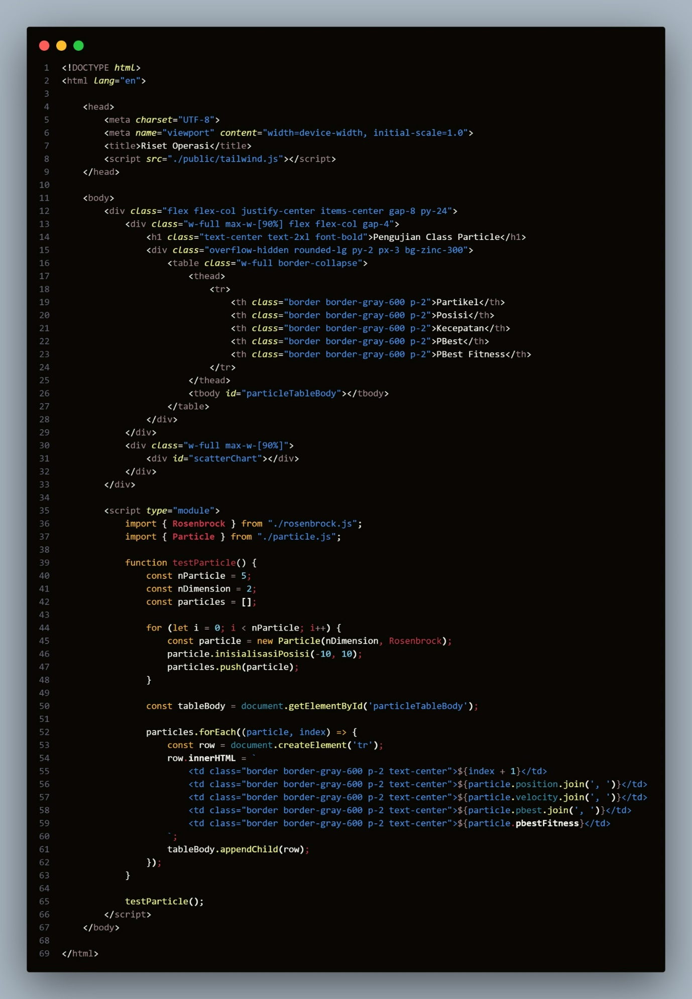 1 <!DOCTYPE html>
2 <html lang="en">
3
4     <head>
5         <meta charset="UTF-8">
6         <meta name="viewport" content="width=device-width, initial-scale=1.0">
7         <title>Riset Operasi</title>
8         <script src="./public/tailwind.js"></script>
9     </head>
10
11     <body>
12         <div class="flex flex-col justify-center items-center gap-8 py-24">
13             <div class="w-full max-w-[90%] flex flex-col gap-4">
14                 <h1 class="text-center text-2xl font-bold">Pengujian Class Particle</h1>
15                 <div class="overflow-hidden rounded-lg py-2 px-3 bg-zinc-300">
16                     <table class="w-full border-collapse">
17                         <thead>
18                             <tr>
19                                 <th class="border border-gray-600 p-2">Partikel</th>
20                                 <th class="border border-gray-600 p-2">Posisi</th>
21                                 <th class="border border-gray-600 p-2">Kecepatan</th>
22                                 <th class="border border-gray-600 p-2">PBest</th>
23                                 <th class="border border-gray-600 p-2">PBest Fitness</th>
24                             </tr>
25                         </thead>
26                         <tbody id="particleTableBody"></tbody>
27                     </table>
28                 </div>
29             </div>
30             <div class="w-full max-w-[90%]">
31                 <div id="scatterChart"></div>
32             </div>
33         </div>
34
35         <script type="module">
36             import { Rosenbrock } from "./rosenbrock.js";
37             import { Particle } from "./particle.js";
38
39             function testParticle() {
40                 const nParticle = 5;
41                 const nDimension = 2;
42                 const particles = [];
43
44                 for (let i = 0; i < nParticle; i++) {
45                     const particle = new Particle(nDimension, Rosenbrock);
46                     particle.inisialisasiPosisi(-10, 10);
47                     particles.push(particle);
48                 }
49
50                 const tableBody = document.getElementById('particleTableBody');
51
52                 particles.forEach((particle, index) => {
53                     const row = document.createElement('tr');
54                     row.innerHTML = `
55                         <td class="border border-gray-600 p-2 text-center">${index + 1}</td>
56                         <td class="border border-gray-600 p-2 text-center">${particle.position.join(', ')}</td>
57                         <td class="border border-gray-600 p-2 text-center">${particle.velocity.join(', ')}</td>
58                         <td class="border border-gray-600 p-2 text-center">${particle.pbest.join(', ')}</td>
59                         <td class="border border-gray-600 p-2 text-center">${particle.pbestFitness}</td>
60                     `;
61                     tableBody.appendChild(row);
62                 });
63             }
64
65             testParticle();
66         </script>
67     </body>
68
69 </html>